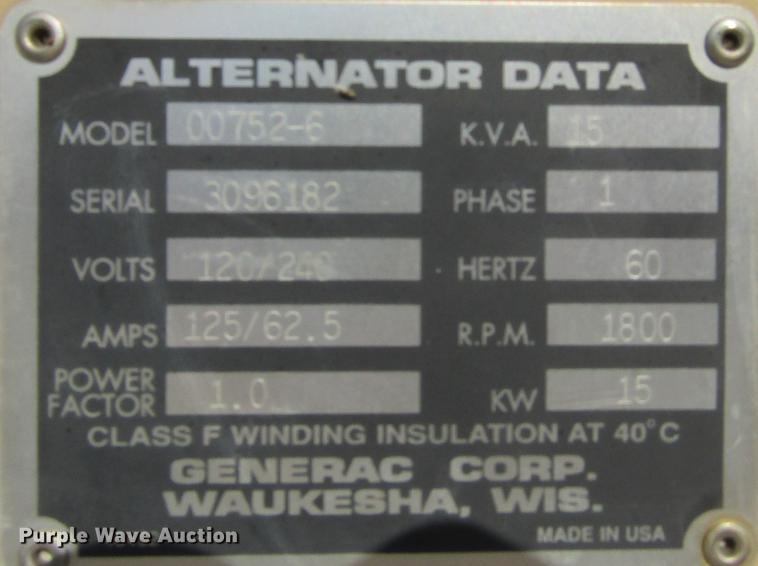 ALTERNATOR DATA
MODEL 00752-6 K.V.A. 15
SERIAL 3096182 PHASE 1
VOLTS 120/240 HERTZ 60
AMPS 125/62.5 R.P.M. 1800
POWER FACTOR 1.0 KW 15
CLASS F WINDING INSULATION AT 40°C
GENERAC CORP.
WAUKESHA, WIS.
MADE IN USA
Purple Wave Auction